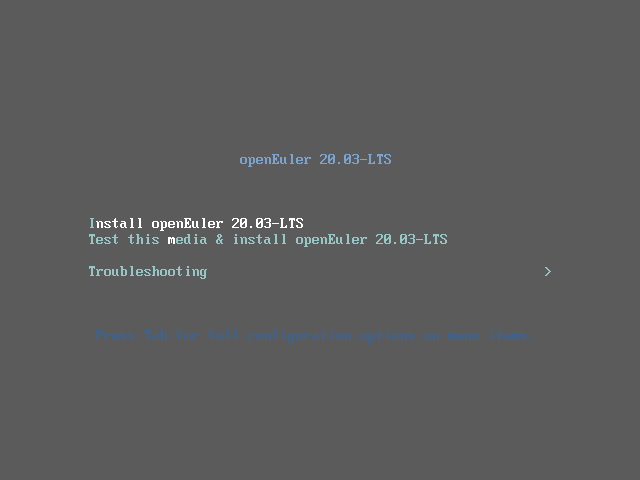 openEuler 20.03-LTS
Install openEuler 20.03-LTS
Test this media & install openEuler 20.03-LTS
Troubleshooting >
Press Tab for full configuration options on menu items.